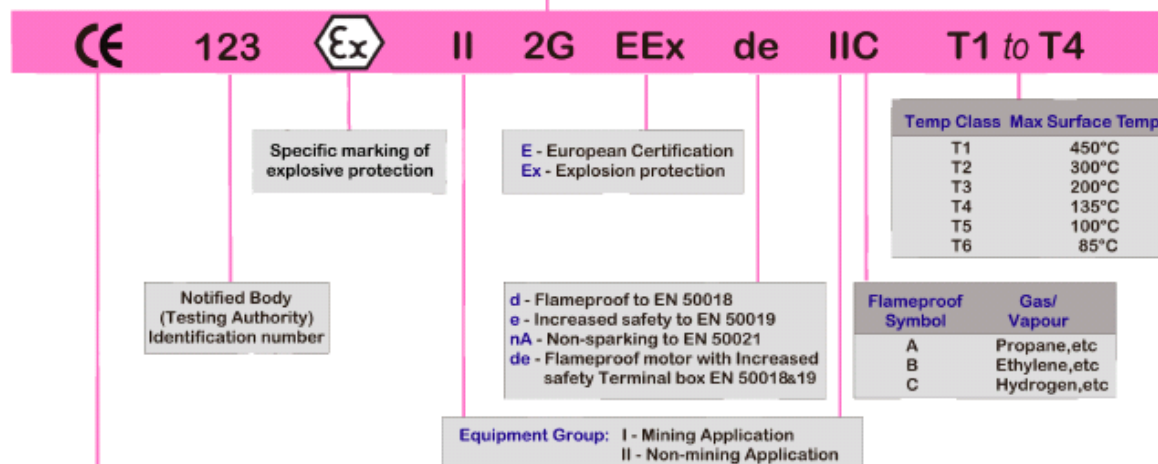 CE 123 Ex II 2G EEx de IIC T1 to T4
Specific marking of
explosive protection
E - European Certification
Ex - Explosion protection
Temp Class Max Surface Temp
T1 450°C
T2 300°C
T3 200°C
T4 135°C
T5 100°C
T6 85°C
Notified Body
(Testing Authority)
Identification number
d - Flameproof to EN 50018
e - Increased safety to EN 50019
nA - Non-sparking to EN 50021
de - Flameproof motor with Increased
safety Terminal box EN 50018&19
Flameproof Gas/
Symbol Vapour
A Propane,etc
B Ethylene,etc
C Hydrogen,etc
Equipment Group: I - Mining Application
II - Non-mining Application